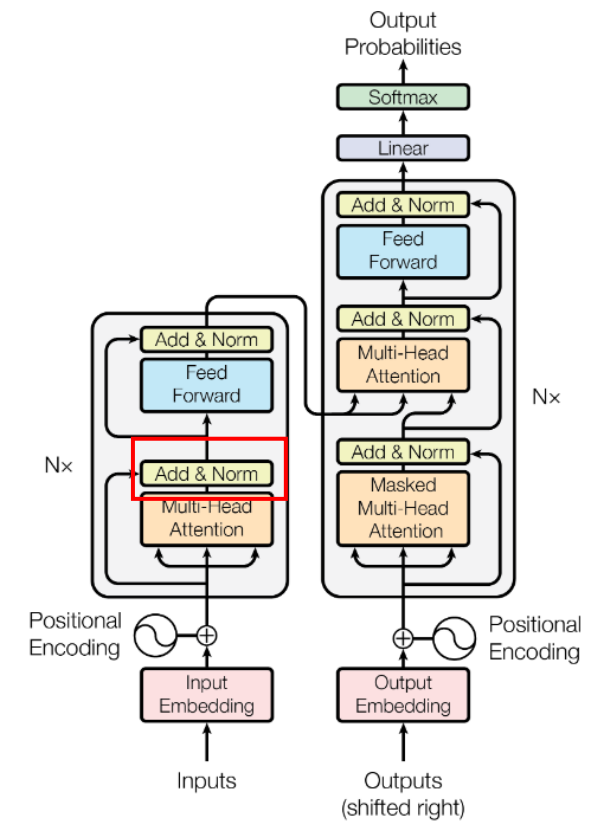 Output
Probabilities
Softmax
Linear
Add & Norm
Feed
Forward
Add & Norm
Multi-Head
Attention
Add & Norm
Masked
Multi-Head
Attention
N×
Add & Norm
Feed
Forward
Add & Norm
Multi-Head
Attention
N×
Positional
Encoding
Positional
Encoding
Input
Embedding
Output
Embedding
Inputs
Outputs
(shifted right)